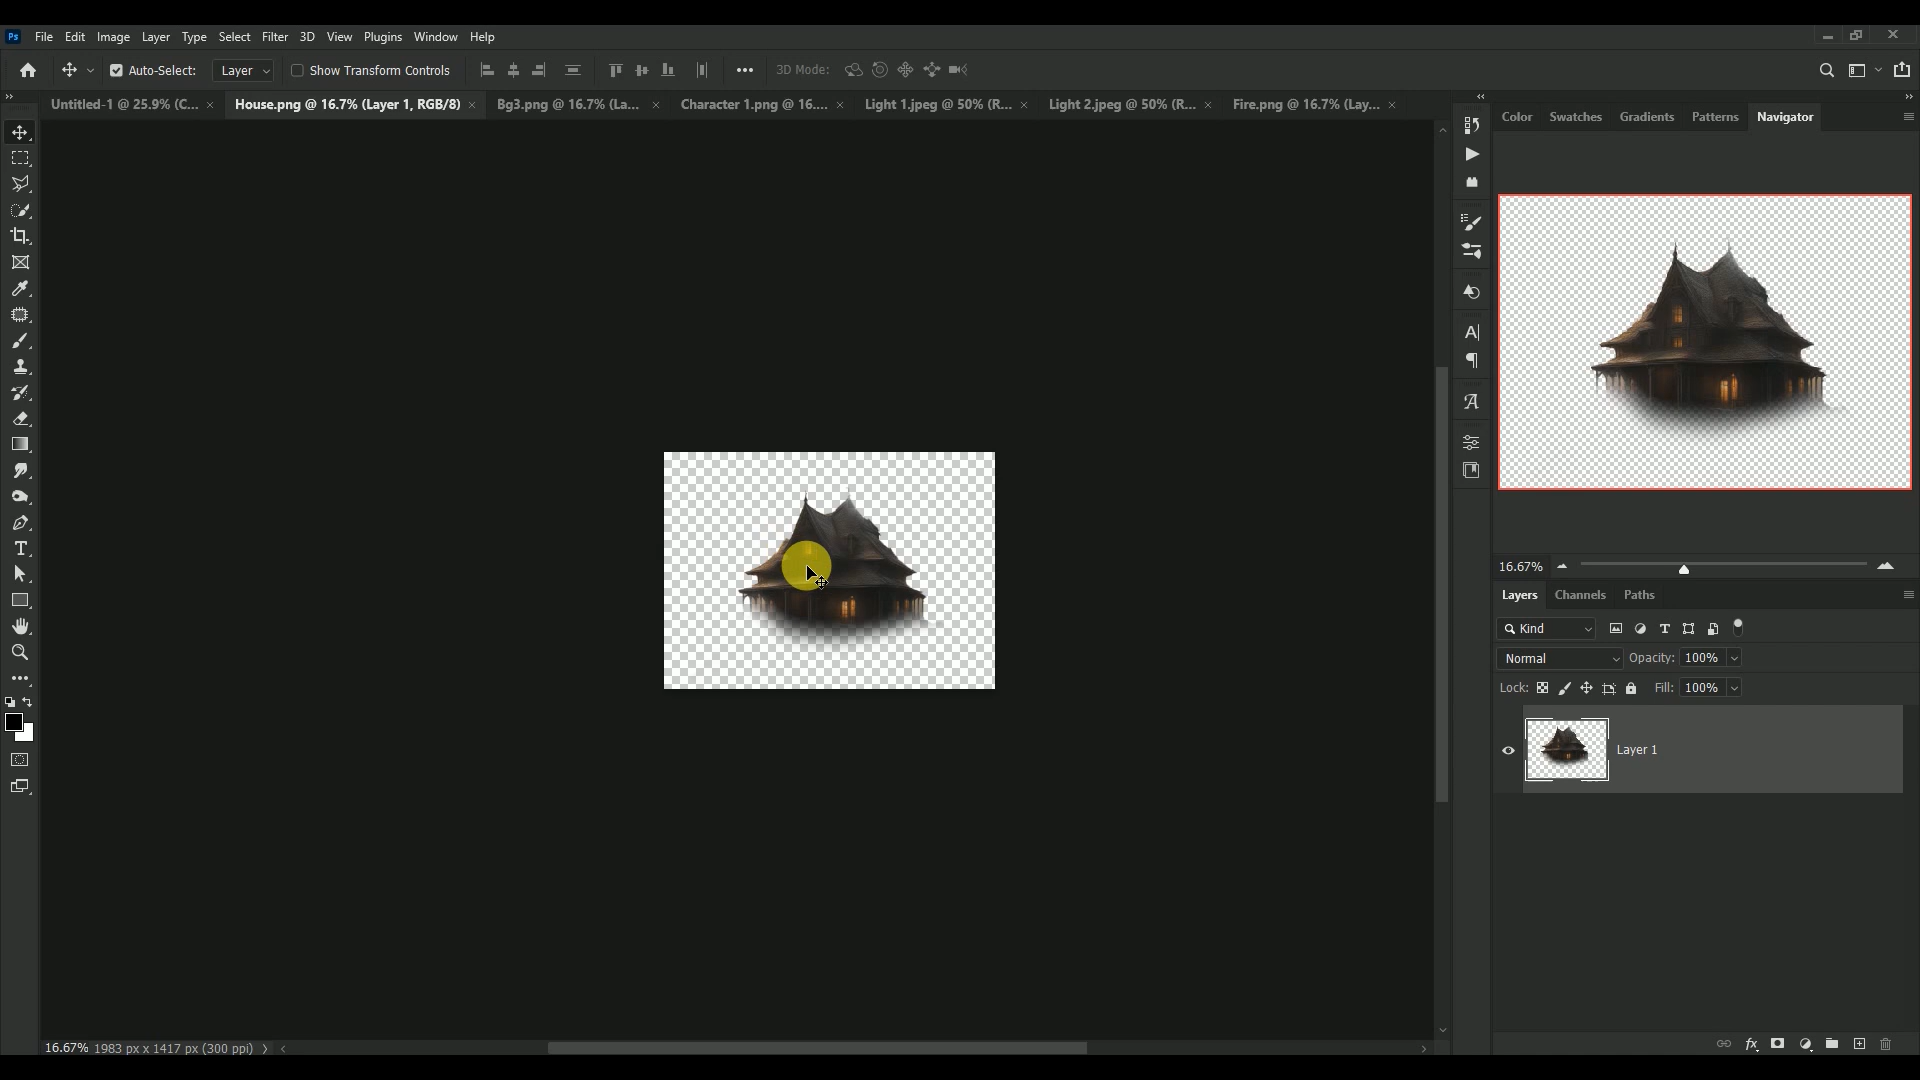 Ps File Edit Image Layer Type Select Filter 3D View Plugins Window Help
Auto-Select: Layer Show Transform Controls 3D Mode:
Untitled-1 @ 25.9% (C... House.png @ 16.7% (Layer 1, RGB/8) Bg3.png @ 16.7% (La... Character 1.png @ 16.... Light 1.jpeg @ 50% (R... Light 2.jpeg @ 50% (R... Fire.png @ 16.7% (Lay...
Color Swatches Gradients Patterns Navigator
16.67%
Layers Channels Paths
Kind
Normal Opacity: 100%
Lock: Fill: 100%
Layer 1
16.67% 1983 px x 1417 px (300 ppi)